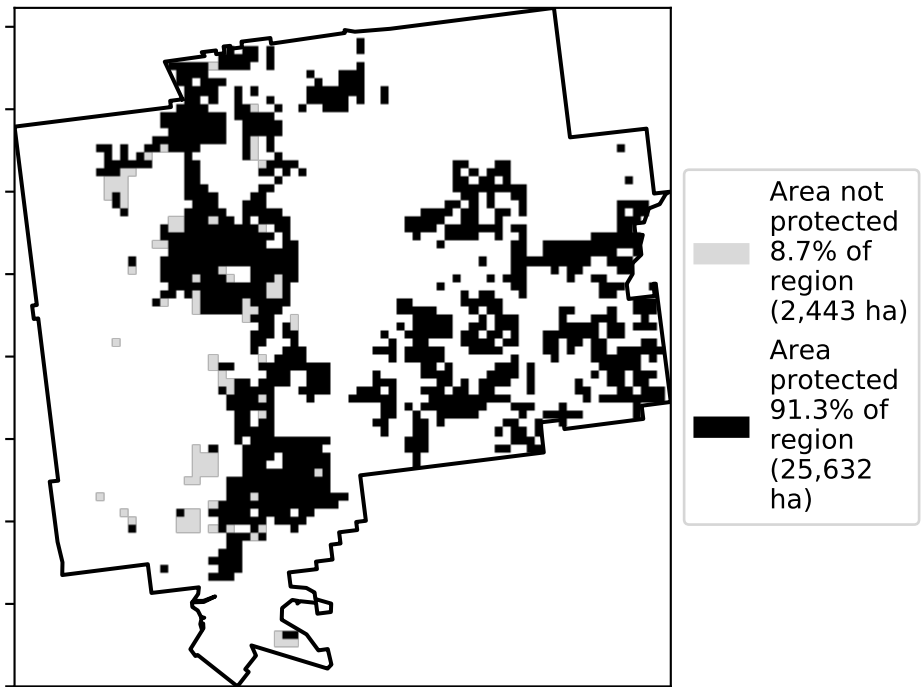 Area not
protected
8.7% of
region
(2,443 ha)
Area
protected
91.3% of
region
(25,632
ha)